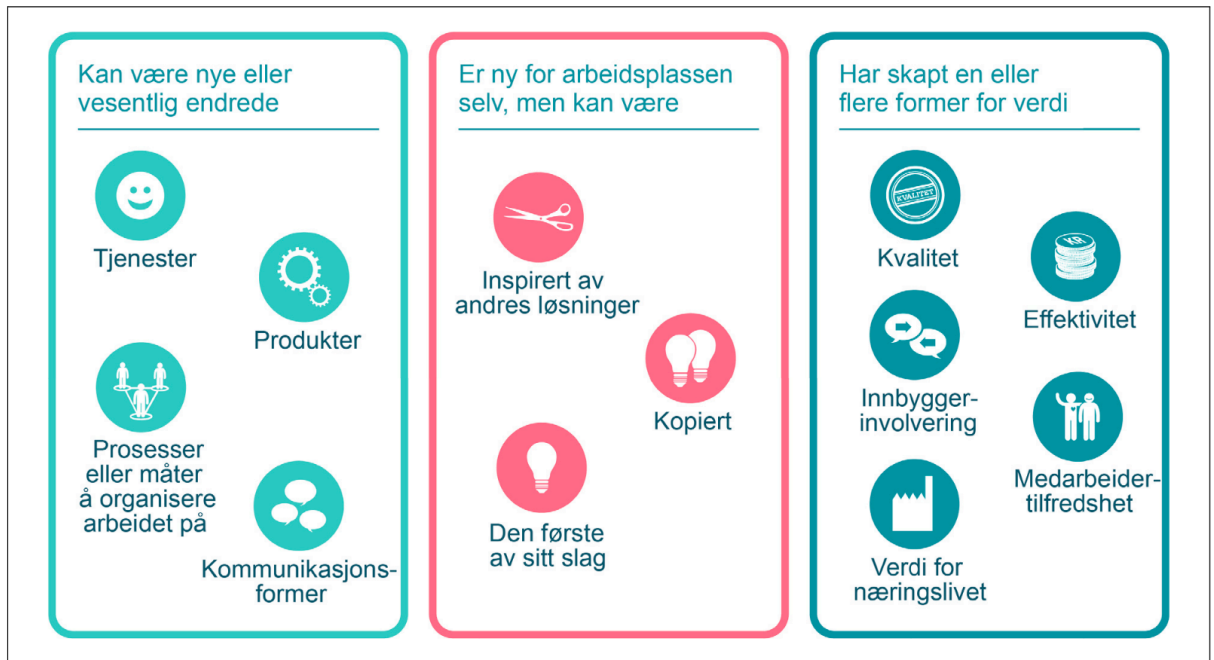 Kan være nye eller
vesentlig endrede
Tjenester
Produkter
Prosesser
eller måter
å organisere
arbeidet på
Kommunikasjons-
former
Er ny for arbeidsplassen
selv, men kan være
Inspirert av
andres løsninger
Kopiert
Den første
av sitt slag
Har skapt en eller
flere former for verdi
KVALITET
Kvalitet
KR
Effektivitet
Innbygger-
involvering
Medarbeider-
tilfredshet
Verdi for
næringslivet